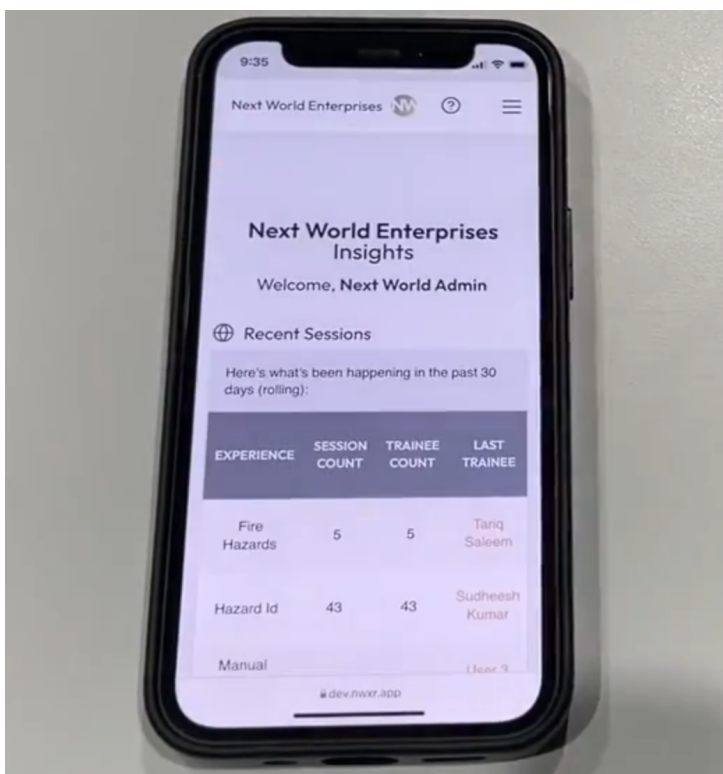 9:35
Next World Enterprises NW ?
Next World Enterprises
Insights
Welcome, Next World Admin
Recent Sessions
Here's what's been happening in the past 30
days (rolling):
EXPERIENCE SESSION COUNT TRAINEE COUNT LAST TRAINEE
Fire Hazards 5 5 Tariq Saleem
Hazard Id 43 43 Sudheesh Kumar
Manual User 3
dev.nwxr.app